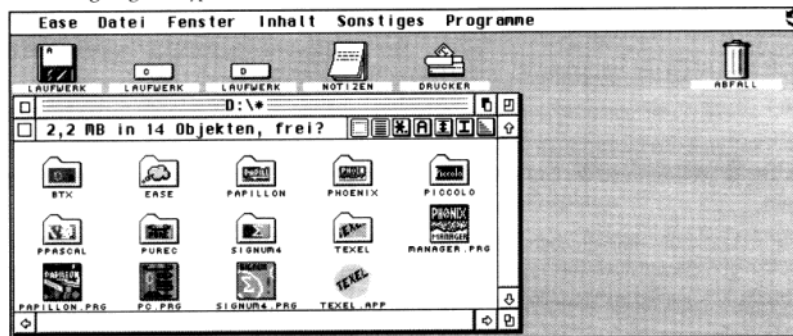 Ease Datei Fenster Inhalt Sonstiges Programme
A
C D
LAUFWERK LAUFWERK LAUFWERK NOTIZEN DRUCKER ABFALL
D:\*
2,2 MB in 14 Objekten, frei?
BTX EASE PAPILLON PHOENIX PICCOLO
PPASCAL PUREC SIGNUM4 TEXEL MANAGER.PRG
PAPILLON.PRG PC.PRG SIGNUM4.PRG TEXEL.APP